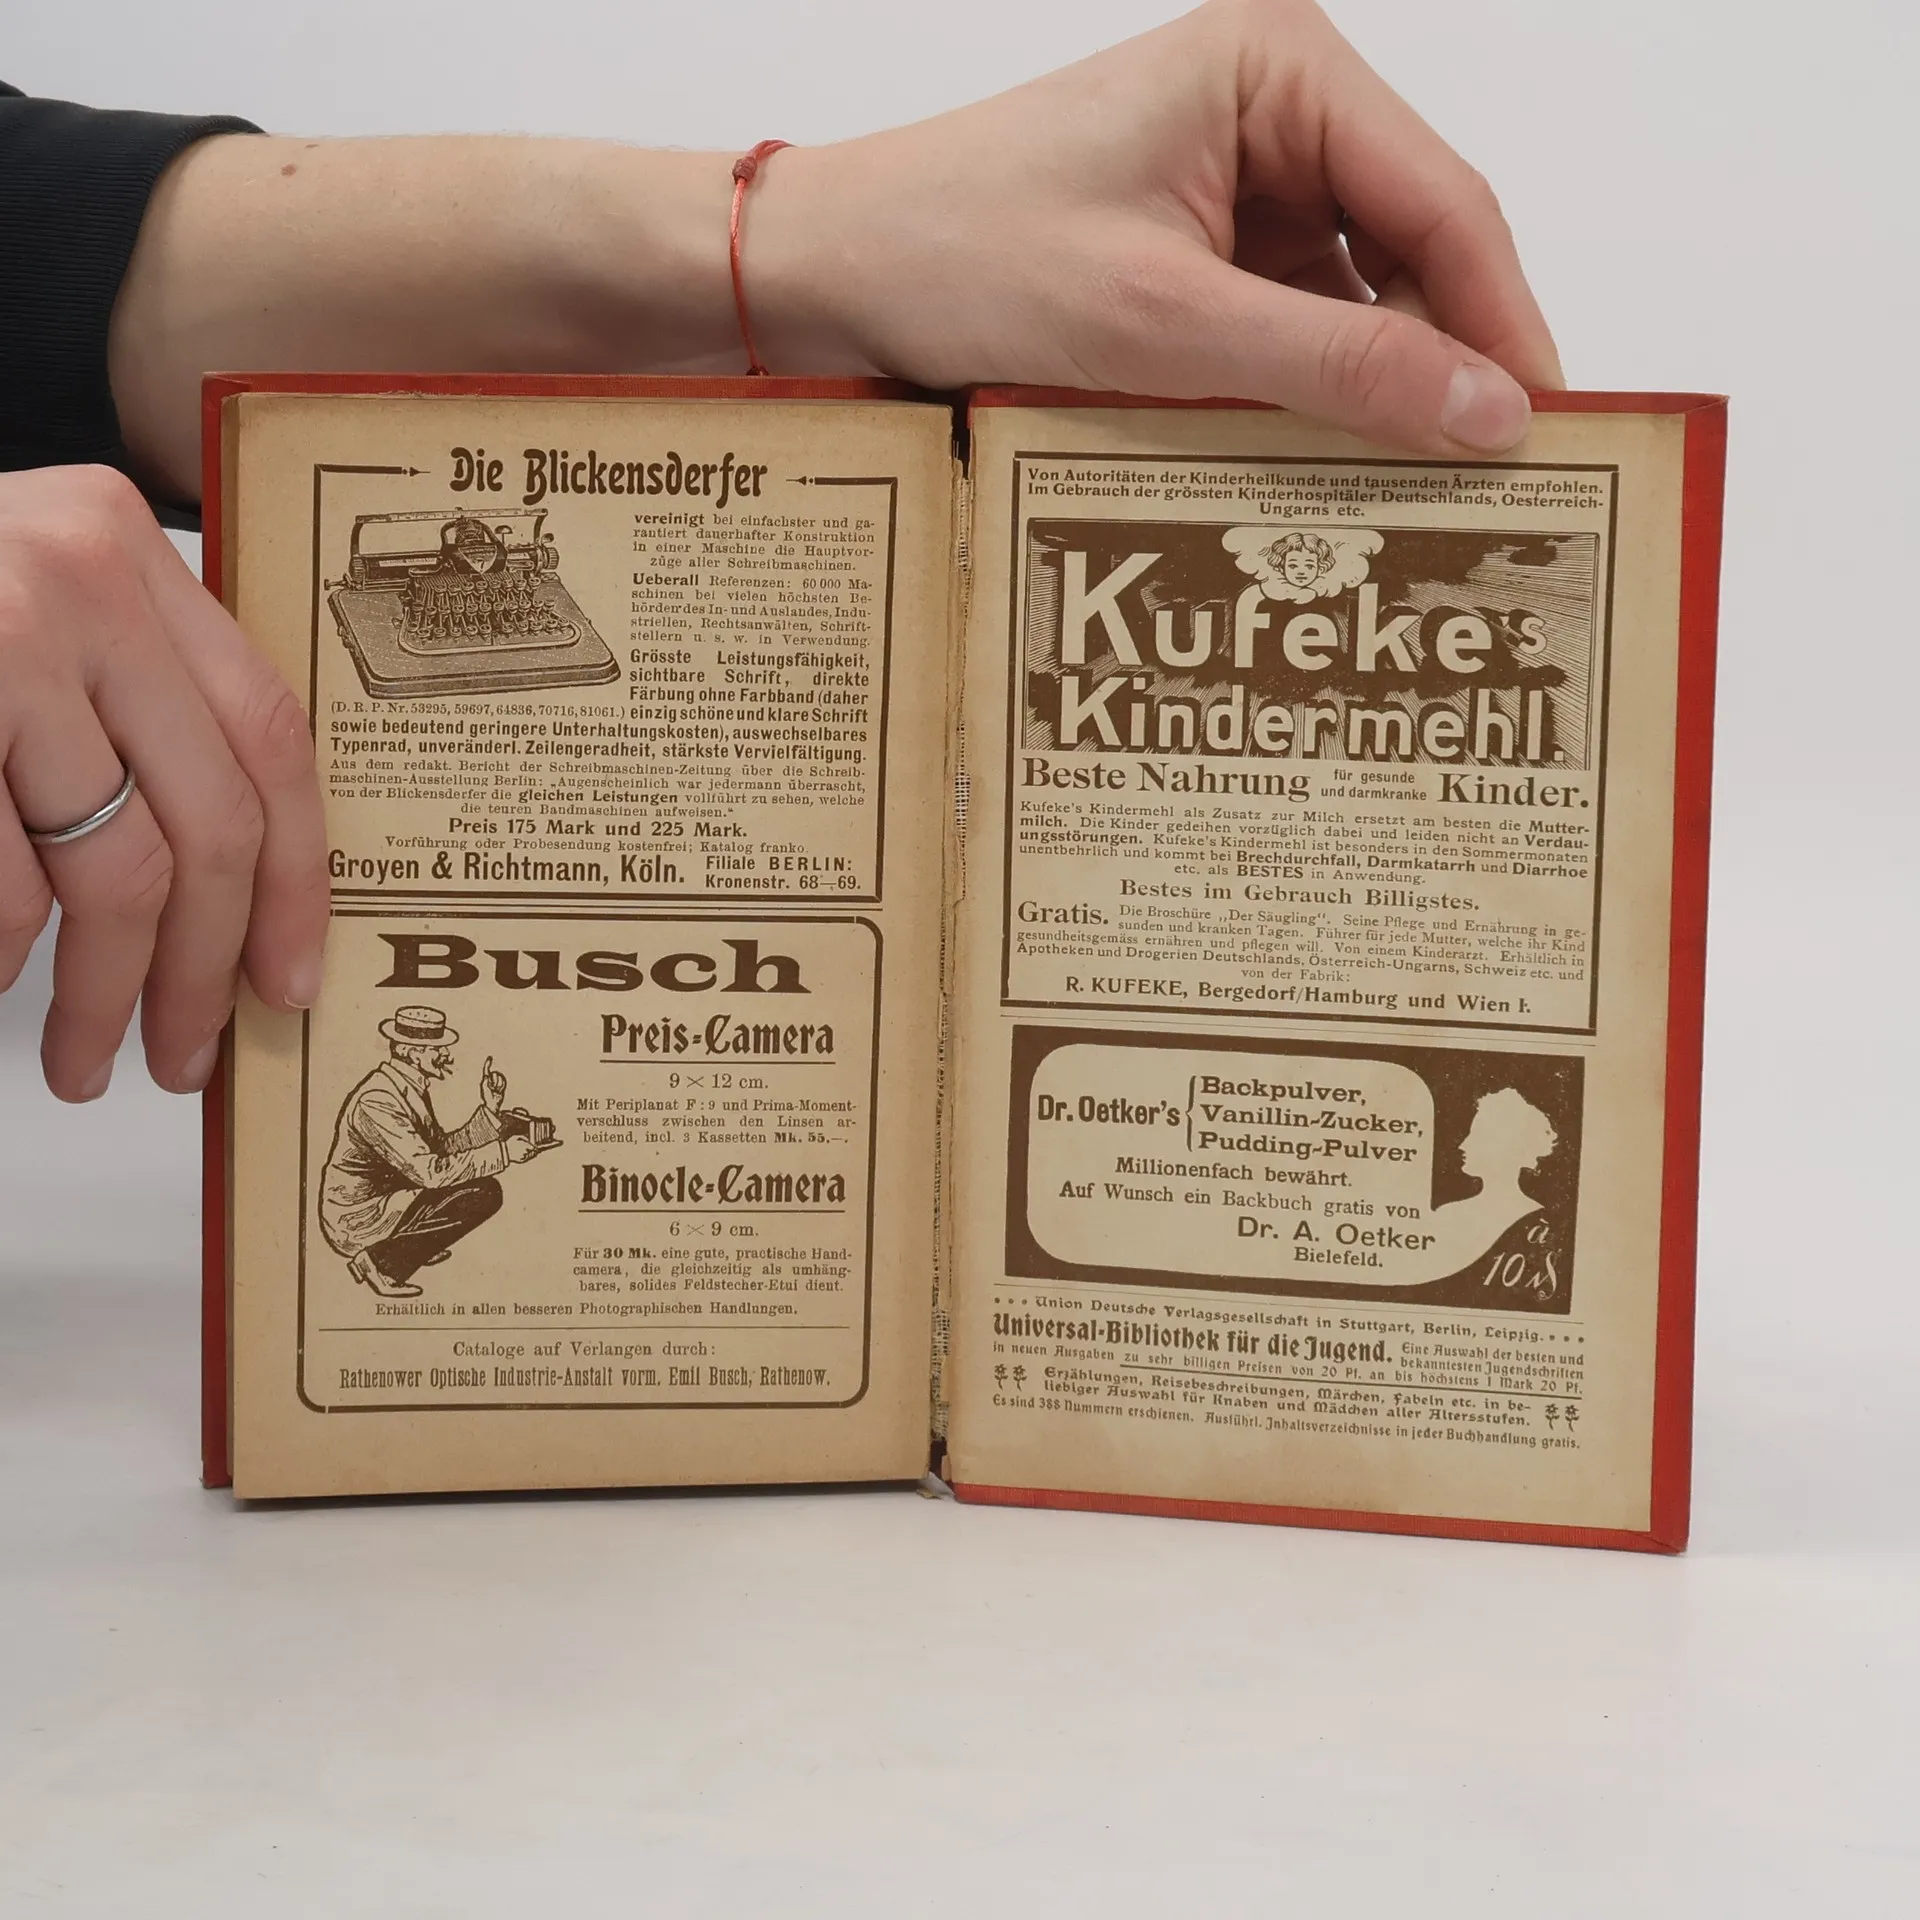 Die Blickensderfer
vereinigt bei einfachster und ga-
rantiert dauerhafter Konstruktion
in einer Maschine die Hauptvor-
züge aller Schreibmaschinen.
Ueberall Referenzen: 60 000 Ma-
schinen bei vielen höchsten Be-
hörden des In- und Auslandes, Indu-
striellen, Rechtsanwälten, Schrift-
stellern u. s. w. in Verwendung.
Grösste Leistungsfähigkeit,
sichtbare Schrift, direkte
Färbung ohne Farbband (daher
(D. R. P. Nr. 53295, 59697, 64836, 70716, 81061.) einzig schöne und klare Schrift
sowie bedeutend geringere Unterhaltungskosten), auswechselbares
Typenrad, unveränderl. Zeilengeradheit, stärkste Vervielfältigung.
Aus dem redakt. Bericht der Schreibmaschinen-Zeitung über die Schreib-
maschinen-Ausstellung Berlin: „Augenscheinlich war jedermann überrascht,
von der Blickensderfer die gleichen Leistungen vollführt zu sehen, welche
die teuren Bandmaschinen aufweisen.“
Preis 175 Mark und 225 Mark.
Vorführung oder Probesendung kostenfrei; Katalog franko.
Groyen & Richtmann, Köln. Filiale BERLIN:
Kronenstr. 68—69.
Busch
Preis-Camera
9 × 12 cm.
Mit Periplanat F : 9 und Prima-Moment-
verschluss zwischen den Linsen ar-
beitend, incl. 3 Kassetten Mk. 55.—.
Binocle-Camera
6 × 9 cm.
Für 30 Mk. eine gute, practische Hand-
camera, die gleichzeitig als umhäng-
bares, solides Feldstecher-Etui dient.
Erhältlich in allen besseren Photographischen Handlungen.
Cataloge auf Verlangen durch:
Rathenower Optische Industrie-Anstalt vorm. Emil Busch, Rathenow.
Von Autoritäten der Kinderheilkunde und tausenden Ärzten empfohlen.
Im Gebrauch der grössten Kinderhospitäler Deutschlands, Oesterreich-
Ungarns etc.
Kufeke's
Kindermehl.
Beste Nahrung für gesunde und darmkranke Kinder.
Kufeke's Kindermehl als Zusatz zur Milch ersetzt am besten die Mutter-
milch. Die Kinder gedeihen vorzüglich dabei und leiden nicht an Verdau-
ungsstörungen. Kufeke's Kindermehl ist besonders in den Sommermonaten
unentbehrlich und kommt bei Brechdurchfall, Darmkatarrh und Diarrhoe
etc. als BESTES in Anwendung.
Bestes im Gebrauch Billigstes.
Gratis. Die Broschüre „Der Säugling“. Seine Pflege und Ernährung in ge-
sunden und kranken Tagen. Führer für jede Mutter, welche ihr Kind
gesundheitsgemäss ernähren und pflegen will. Von einem Kinderarzt. Erhältlich in
Apotheken und Drogerien Deutschlands, Österreich-Ungarns, Schweiz etc. und
von der Fabrik:
R. KUFEKE, Bergedorf/Hamburg und Wien I.
Dr. Oetker's
Backpulver,
Vanillin-Zucker,
Pudding-Pulver
Millionenfach bewährt.
Auf Wunsch ein Backbuch gratis von
Dr. A. Oetker
Bielefeld.
à
10 ₰
Union Deutsche Verlagsgesellschaft in Stuttgart, Berlin, Leipzig.
Universal-Bibliothek für die Jugend. Eine Auswahl der besten und
bekanntesten Jugendschriften
in neuen Ausgaben zu sehr billigen Preisen von 20 Pf. an bis höchstens 1 Mark 20 Pf.
Erzählungen, Reisebeschreibungen, Märchen, Fabeln etc. in be-
liebiger Auswahl für Knaben und Mädchen aller Altersstufen.
Es sind 388 Nummern erschienen. Ausführl. Inhaltsverzeichnisse in jeder Buchhandlung gratis.